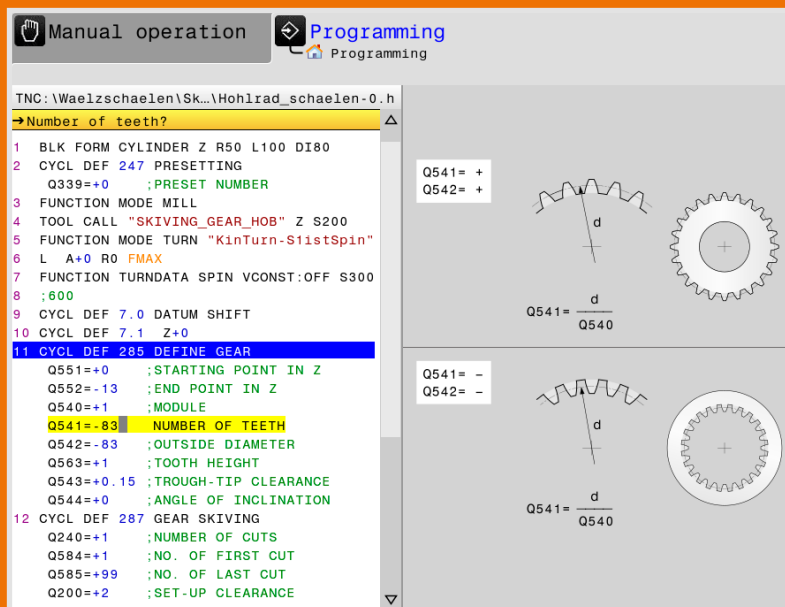 Manual operation
Programming
Programming
TNC:\Waelzschaelen\Sk…\Hohlrad_schaelen-0.h
→Number of teeth?
1 BLK FORM CYLINDER Z R50 L100 DI80
2 CYCL DEF 247 PRESETTING
Q339=+0 ;PRESET NUMBER
3 FUNCTION MODE MILL
4 TOOL CALL "SKIVING_GEAR_HOB" Z S200
5 FUNCTION MODE TURN "KinTurn-S1istSpin"
6 L A+0 R0 FMAX
7 FUNCTION TURNDATA SPIN VCONST:OFF S300
8 ;600
9 CYCL DEF 7.0 DATUM SHIFT
10 CYCL DEF 7.1 Z+0
11 CYCL DEF 285 DEFINE GEAR
Q551=+0 ;STARTING POINT IN Z
Q552=-13 ;END POINT IN Z
Q540=+1 ;MODULE
Q541=-83 NUMBER OF TEETH
Q542=-83 ;OUTSIDE DIAMETER
Q563=+1 ;TOOTH HEIGHT
Q543=+0.15 ;TROUGH-TIP CLEARANCE
Q544=+0 ;ANGLE OF INCLINATION
12 CYCL DEF 287 GEAR SKIVING
Q240=+1 ;NUMBER OF CUTS
Q584=+1 ;NO. OF FIRST CUT
Q585=+99 ;NO. OF LAST CUT
Q200=+2 ;SET-UP CLEARANCE
Q541= +
Q542= +
d
d
Q541=
Q540
Q541= -
Q542= -
d
d
Q541=
Q540